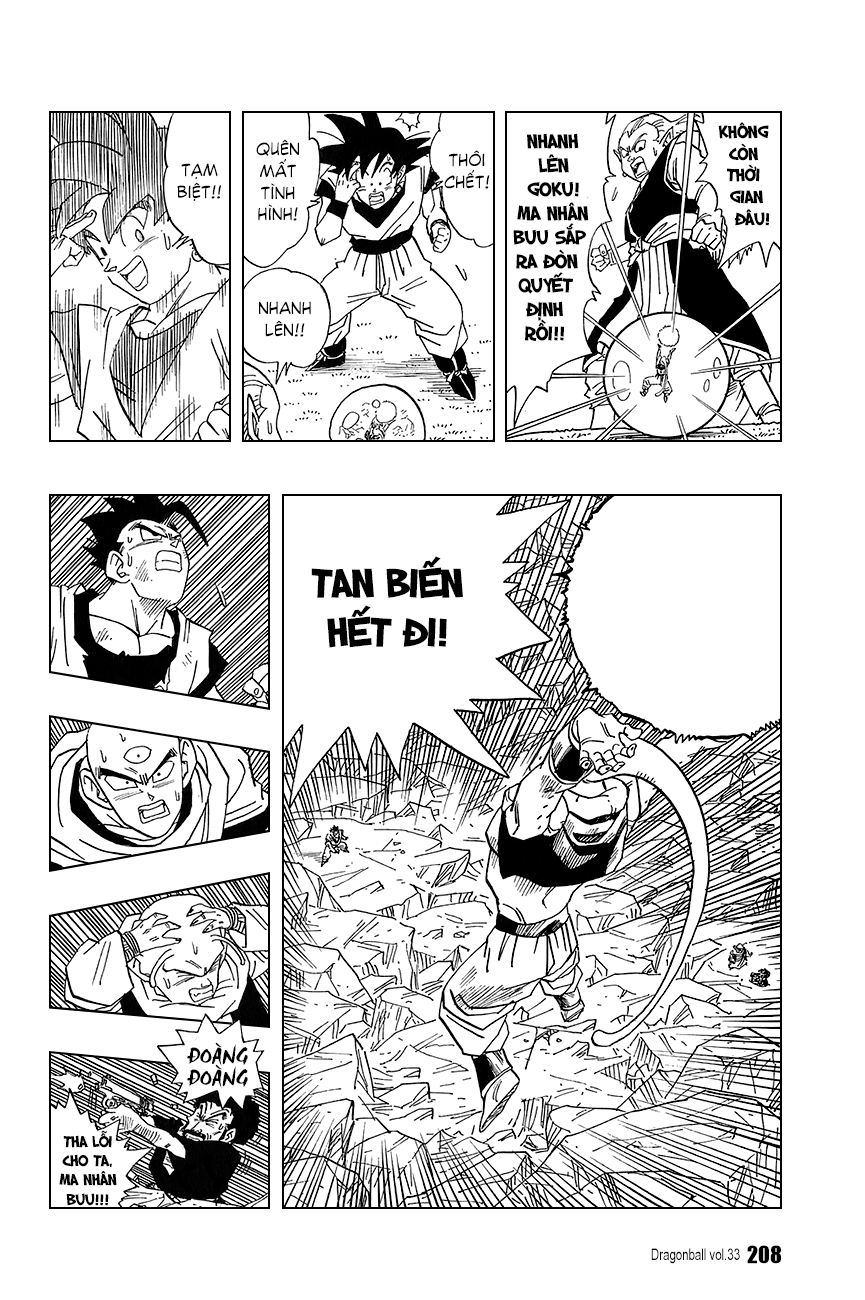 KHÔNG
CÒN
THỜI
GIAN
ĐÂU!
NHANH
LÊN
GOKU!
MA NHÂN
BUU SẮP
RA ĐÒN
QUYẾT
ĐỊNH
RỒI!!
THÔI
CHẾT!
QUÊN
MẤT
TÌNH
HÌNH!
NHANH
LÊN!!
TẠM
BIỆT!!
TAN BIẾN
HẾT ĐI!
ĐOÀNG
ĐOÀNG
THA LỖI
CHO TA,
MA NHÂN
BUU!!!
Dragonball vol.33 208